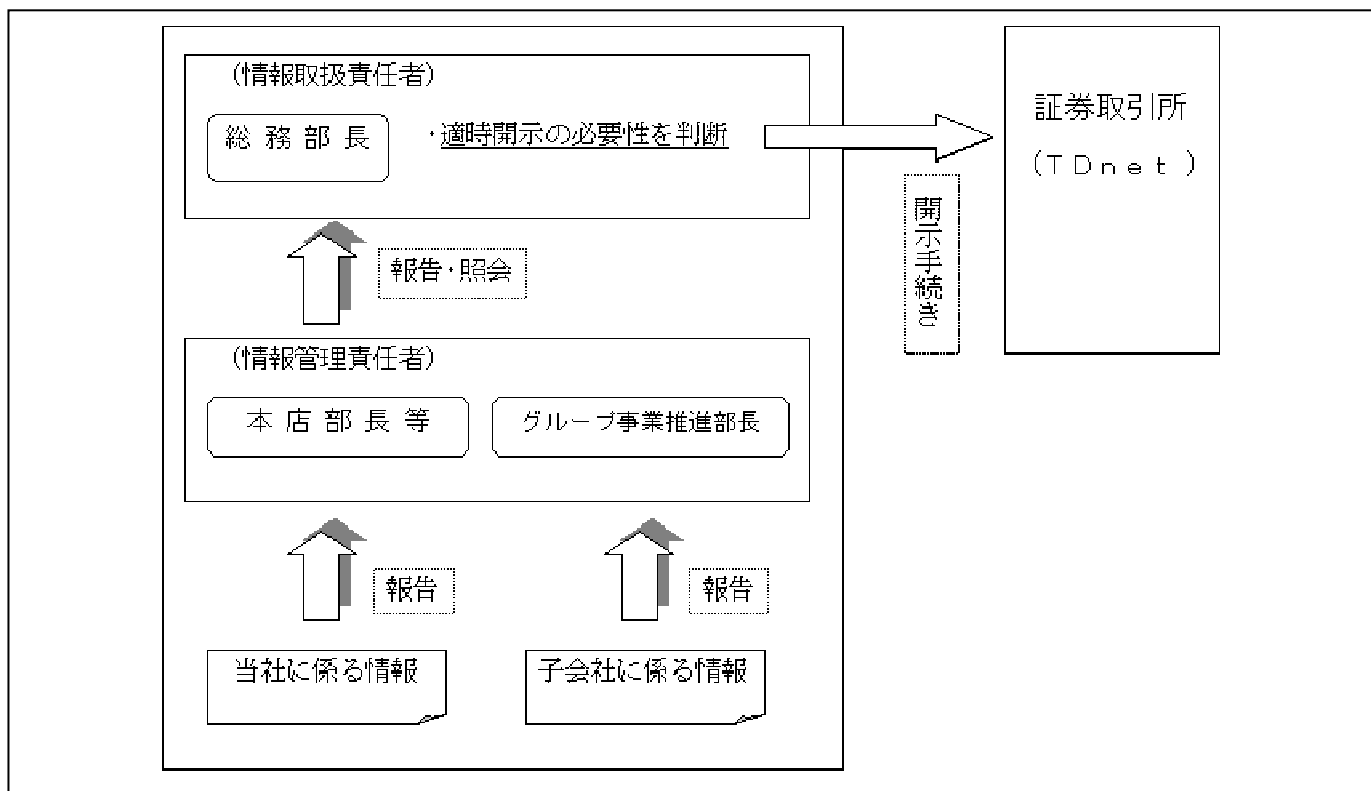 (情報取扱責任者)
総務部長
・適時開示の必要性を判断
証券取引所
(TDnet)
開示手続き
報告・照会
(情報管理責任者)
本店部長等
グループ事業推進部長
報告
報告
当社に係る情報
子会社に係る情報